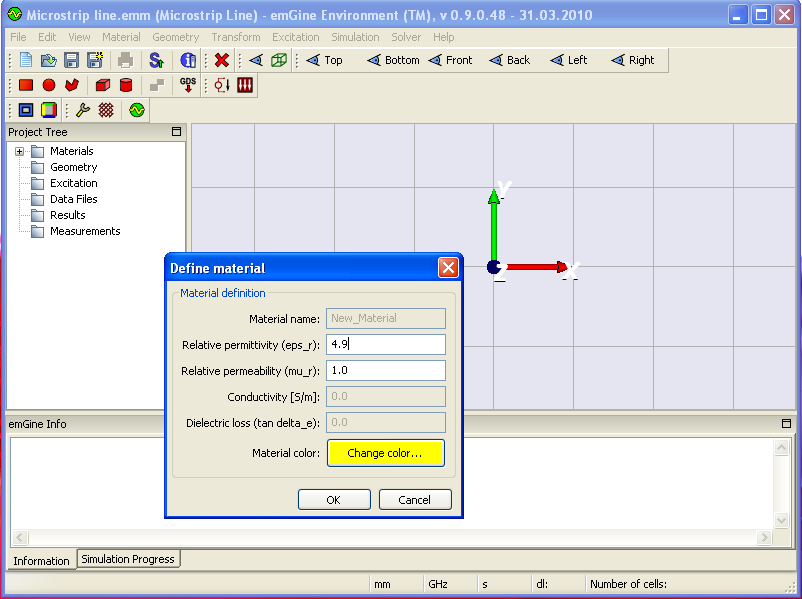 Microstrip line.emm (Microstrip Line) - emGine Environment (TM), v 0.9.0.48 - 31.03.2010
File Edit View Material Geometry Transform Excitation Simulation Solver Help
Top Bottom Front Back Left Right
GDS
Project Tree
Materials
Geometry
Excitation
Data Files
Results
Measurements
Y
Z X
Define material
Material definition
Material name: New_Material
Relative permittivity (eps_r): 4.9
Relative permeability (mu_r): 1.0
Conductivity [S/m]: 0.0
Dielectric loss (tan delta_e): 0.0
Material color: Change color...
OK Cancel
emGine Info
Information Simulation Progress
mm GHz s dl: Number of cells: